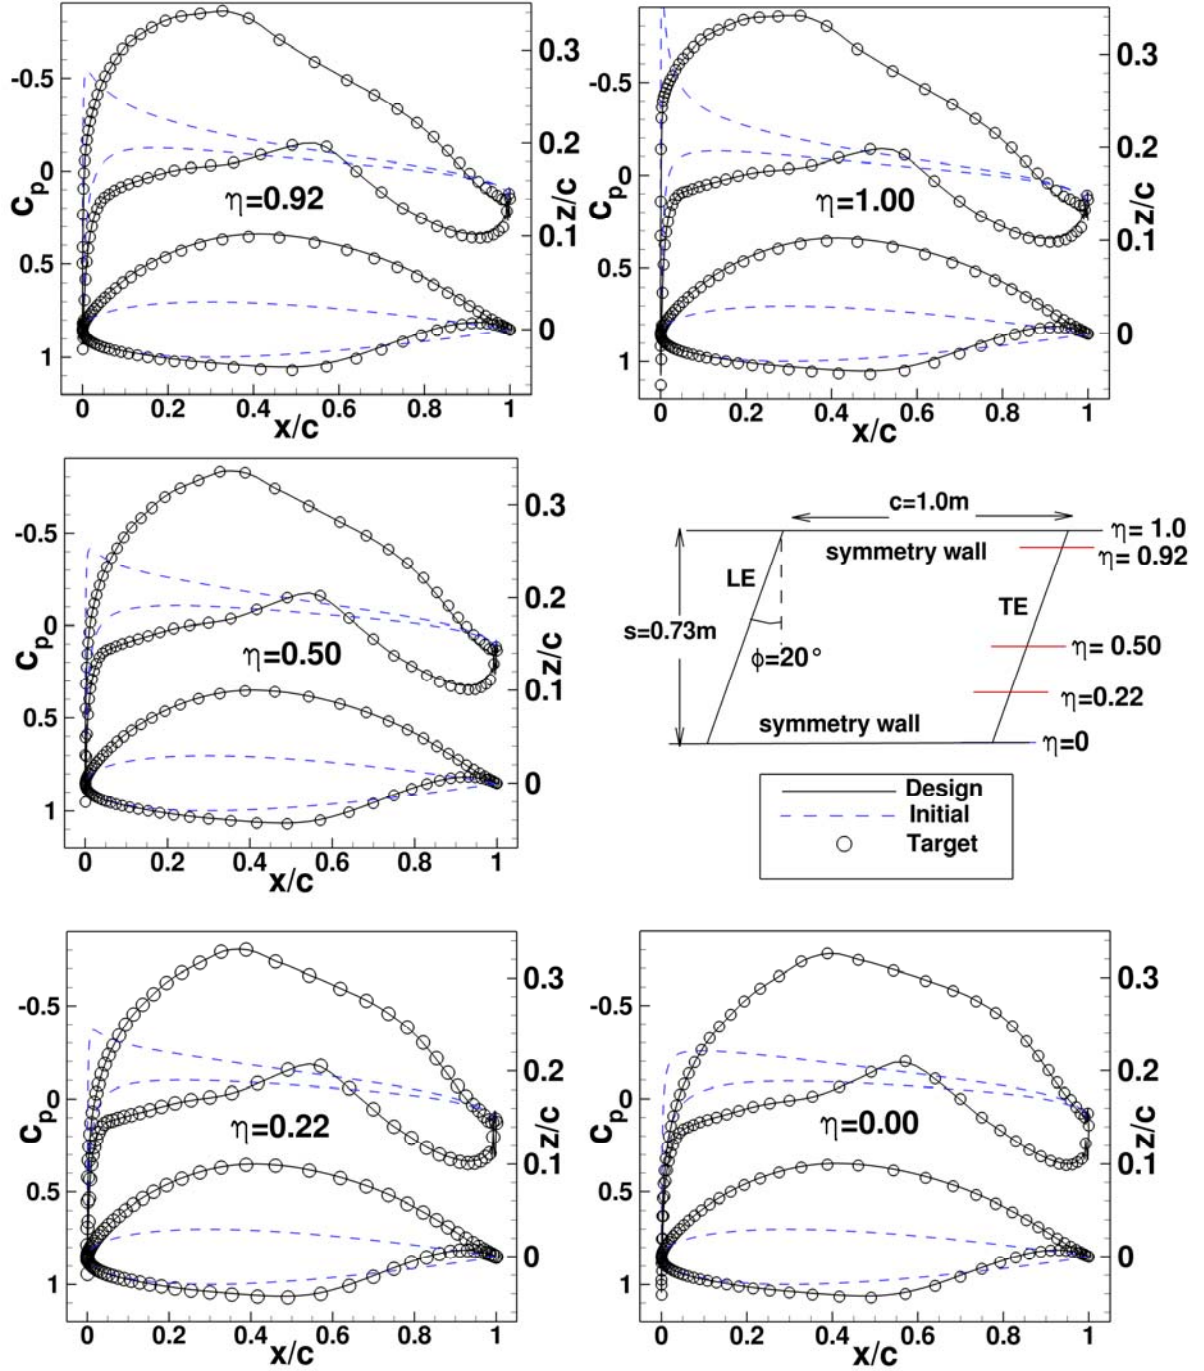 -0.5
0
0.5
1
Cp
0.3
0.2
0.1
0
z/c
η=0.92
0 0.2 0.4 0.6 0.8 1
x/c
-0.5
0
0.5
1
Cp
0.3
0.2
0.1
0
z/c
η=1.00
0 0.2 0.4 0.6 0.8 1
x/c
-0.5
0
0.5
1
Cp
0.3
0.2
0.1
0
z/c
η=0.50
0 0.2 0.4 0.6 0.8 1
x/c
c=1.0m
η= 1.0
symmetry wall
η= 0.92
LE
TE
s=0.73m
ϕ=20°
η= 0.50
η=0.22
symmetry wall
η=0
Design
Initial
Target
-0.5
0
0.5
1
Cp
0.3
0.2
0.1
0
z/c
η=0.22
0 0.2 0.4 0.6 0.8 1
x/c
-0.5
0
0.5
1
Cp
0.3
0.2
0.1
0
z/c
η=0.00
0 0.2 0.4 0.6 0.8 1
x/c